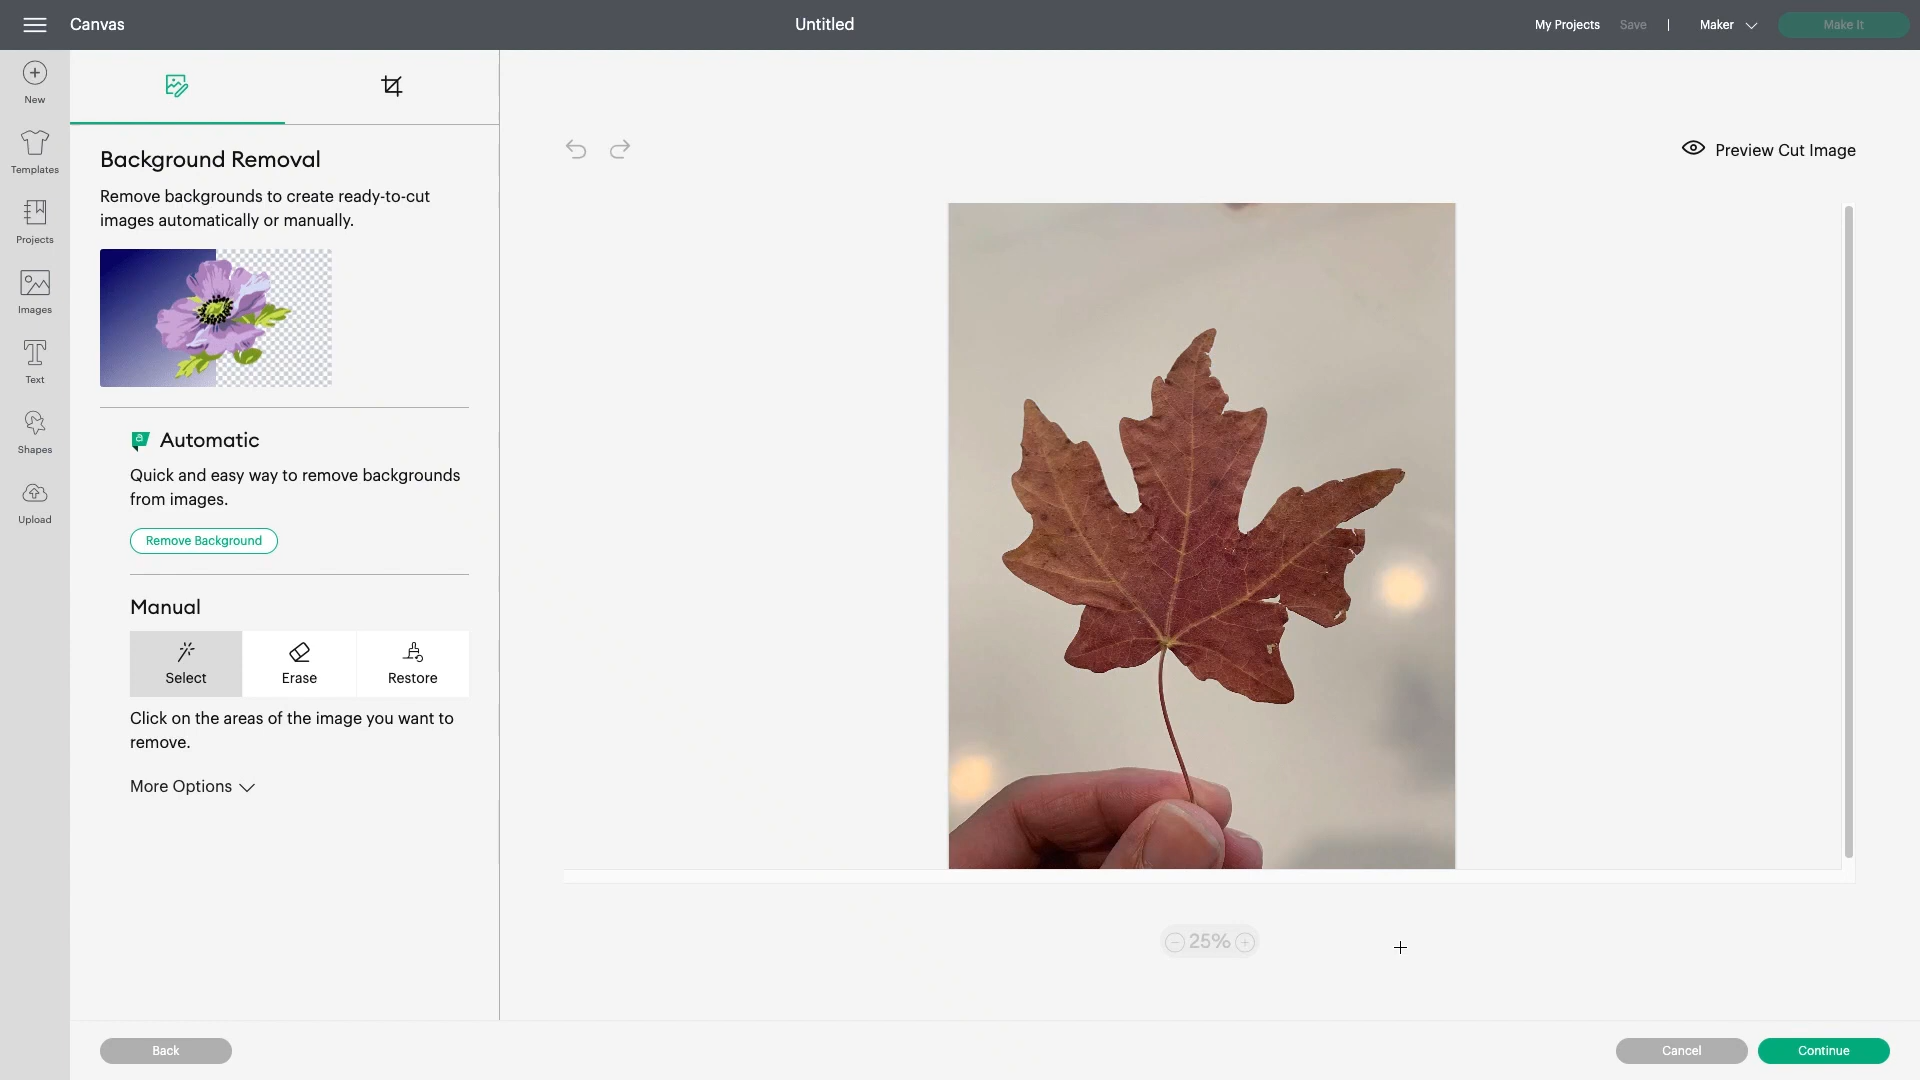 Canvas
Untitled
My Projects Save | Maker Make It
New
Templates
Projects
Images
Text
Shapes
Upload
Background Removal
Remove backgrounds to create ready-to-cut
images automatically or manually.
a Automatic
Quick and easy way to remove backgrounds
from images.
Remove Background
Manual
Select Erase Restore
Click on the areas of the image you want to
remove.
More Options
Preview Cut Image
25%
Back
Cancel Continue